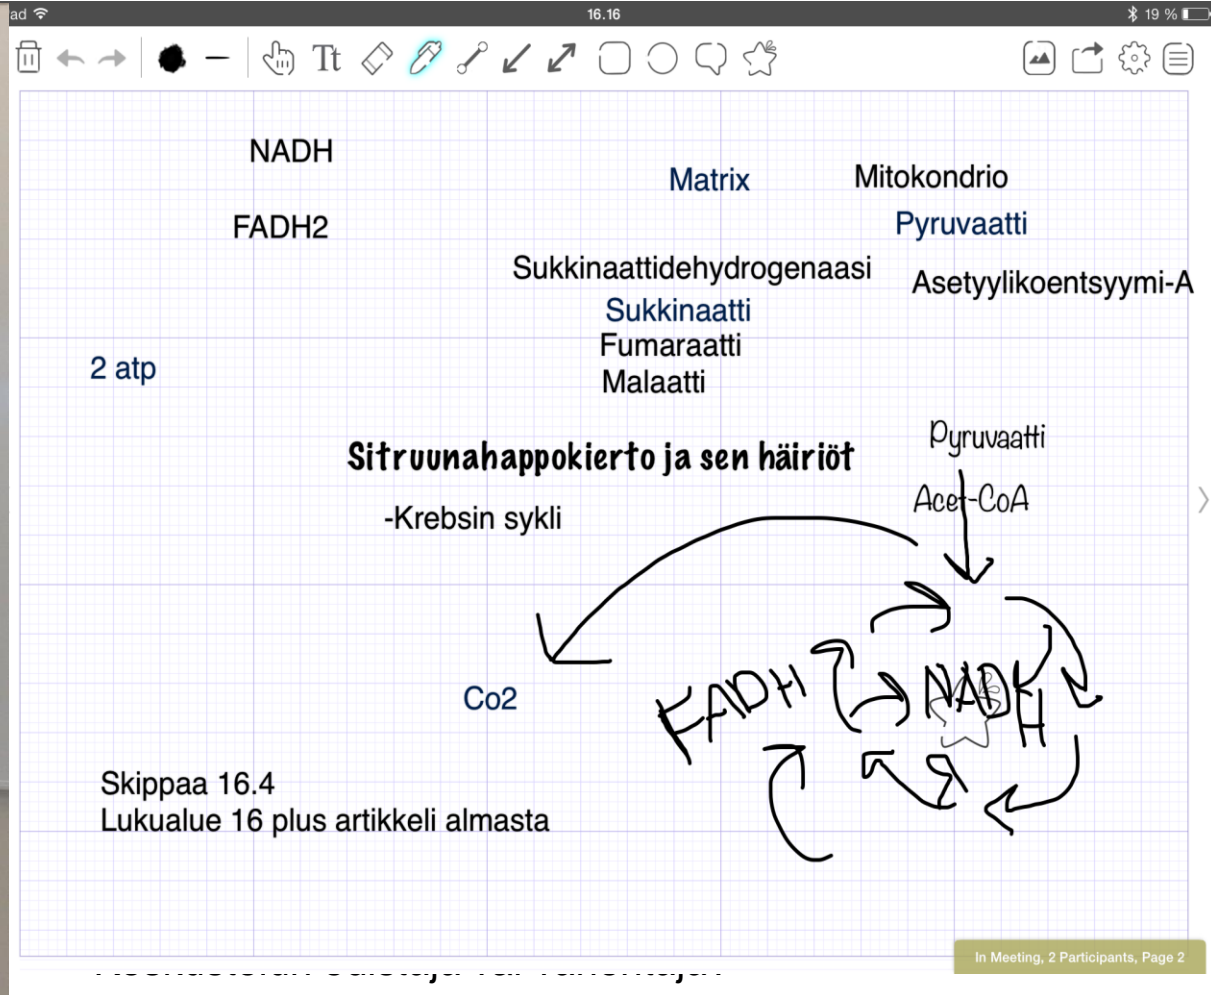 ad
16.16
19 %
Tt
NADH
Matrix
Mitokondrio
FADH2
Pyruvaatti
Sukkinaattidehydrogenaasi
Asetyylikoentsyymi-A
Sukkinaatti
Fumaraatti
2 atp
Malaatti
Pyruvaatti
Sitruunahappokierto ja sen häiriöt
Acet-CoA
-Krebsin sykli
FADH
NADH
Co2
Skippaa 16.4
Lukualue 16 plus artikkeli almasta
In Meeting, 2 Participants, Page 2